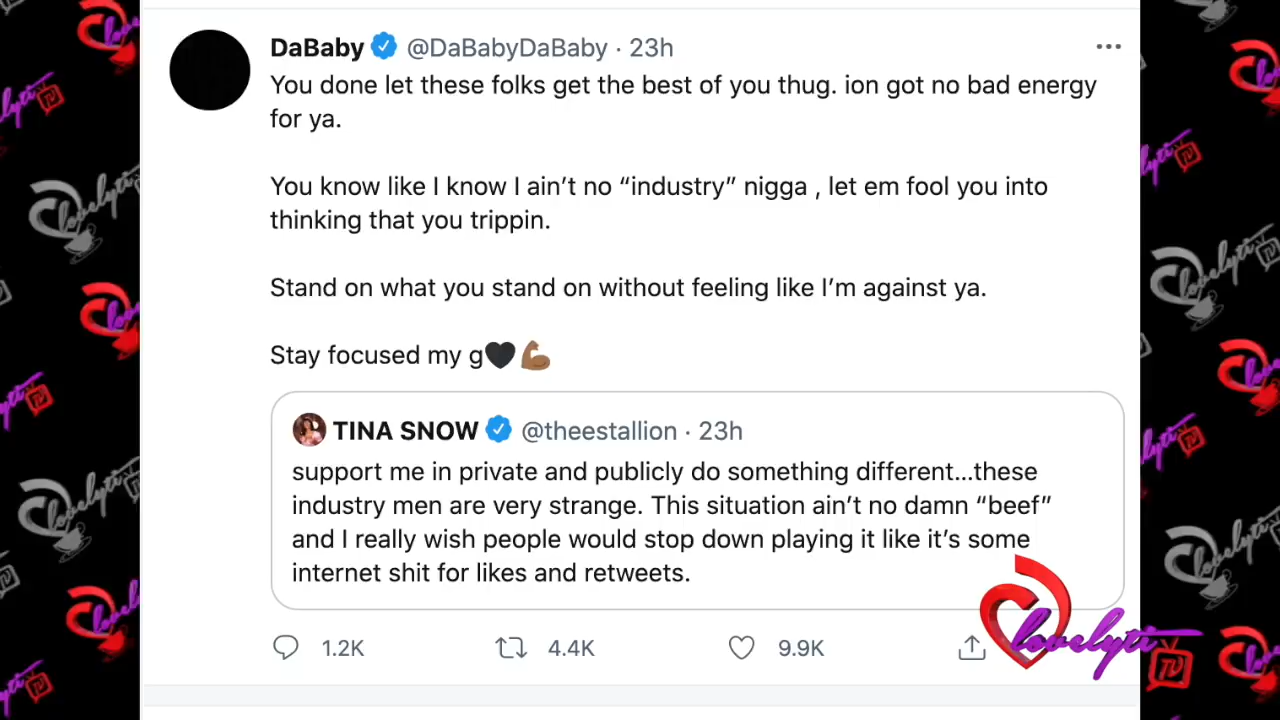 DaBaby @DaBabyDaBaby · 23h
You done let these folks get the best of you thug. ion got no bad energy
for ya.
You know like I know I ain’t no “industry” nigga , let em fool you into
thinking that you trippin.
Stand on what you stand on without feeling like I’m against ya.
Stay focused my g🖤💪🏾
TINA SNOW @theestallion · 23h
support me in private and publicly do something different...these
industry men are very strange. This situation ain’t no damn “beef”
and I really wish people would stop down playing it like it’s some
internet shit for likes and retweets.
1.2K 4.4K 9.9K
lovelyti
TV